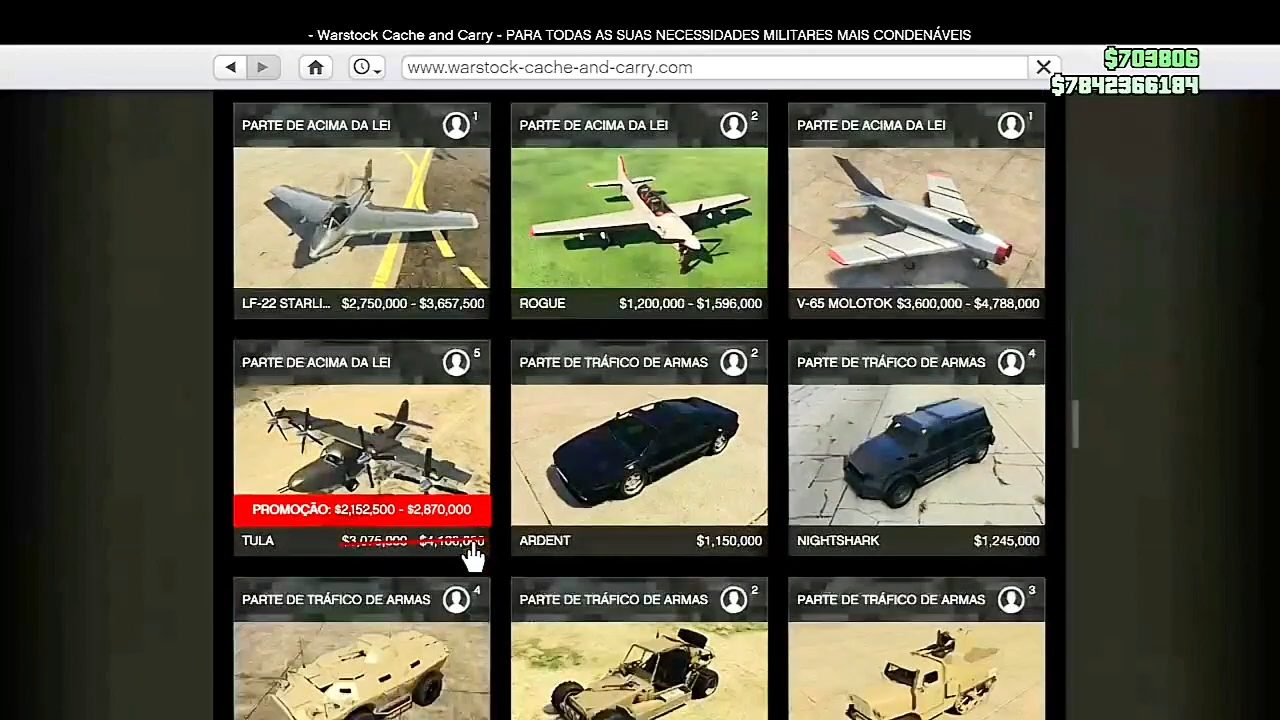 - Warstock Cache and Carry - PARA TODAS AS SUAS NECESSIDADES MILITARES MAIS CONDENÁVEIS
www.warstock-cache-and-carry.com
$703806
$7842366184
PARTE DE ACIMA DA LEI 1
PARTE DE ACIMA DA LEI 2
PARTE DE ACIMA DA LEI 1
LF-22 STARLI... $2,750,000 - $3,657,500
ROGUE $1,200,000 - $1,596,000
V-65 MOLOTOK $3,600,000 - $4,788,000
PARTE DE ACIMA DA LEI 5
PARTE DE TRÁFICO DE ARMAS 2
PARTE DE TRÁFICO DE ARMAS 4
PROMOÇÃO: $2,152,500 - $2,870,000
TULA $3,075,000
ARDENT $1,150,000
NIGHTSHARK $1,245,000
PARTE DE TRÁFICO DE ARMAS 4
PARTE DE TRÁFICO DE ARMAS 2
PARTE DE TRÁFICO DE ARMAS 3